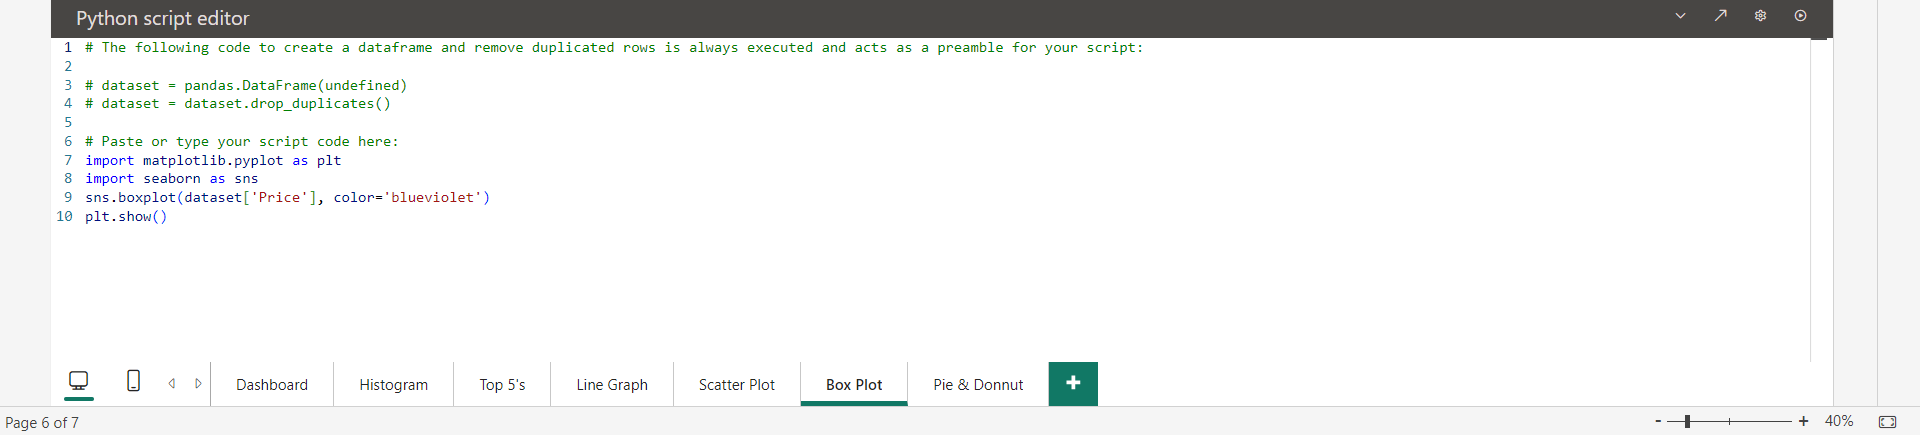 Python script editor
1 # The following code to create a dataframe and remove duplicated rows is always executed and acts as a preamble for your script:
2
3 # dataset = pandas.DataFrame(undefined)
4 # dataset = dataset.drop_duplicates()
5
6 # Paste or type your script code here:
7 import matplotlib.pyplot as plt
8 import seaborn as sns
9 sns.boxplot(dataset['Price'], color='blueviolet')
10 plt.show()
Dashboard Histogram Top 5's Line Graph Scatter Plot Box Plot Pie & Donnut +
Page 6 of 7 - + 40%